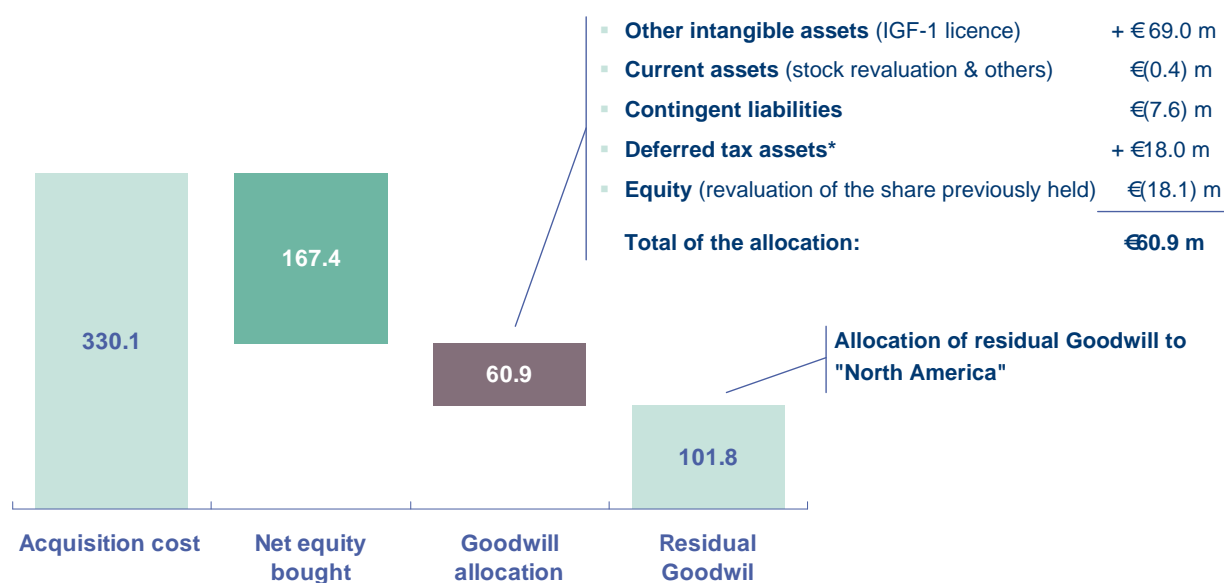 Other intangible assets (IGF-1 licence) + €69.0 m
Current assets (stock revaluation & others) €(0.4) m
Contingent liabilities €(7.6) m
Deferred tax assets* + €18.0 m
Equity (revaluation of the share previously held) €(18.1) m
Total of the allocation: €60.9 m
167.4
330.1
60.9
Allocation of residual Goodwill to
"North America"
101.8
Acquisition cost
Net equity
bought
Goodwill
allocation
Residual
Goodwil